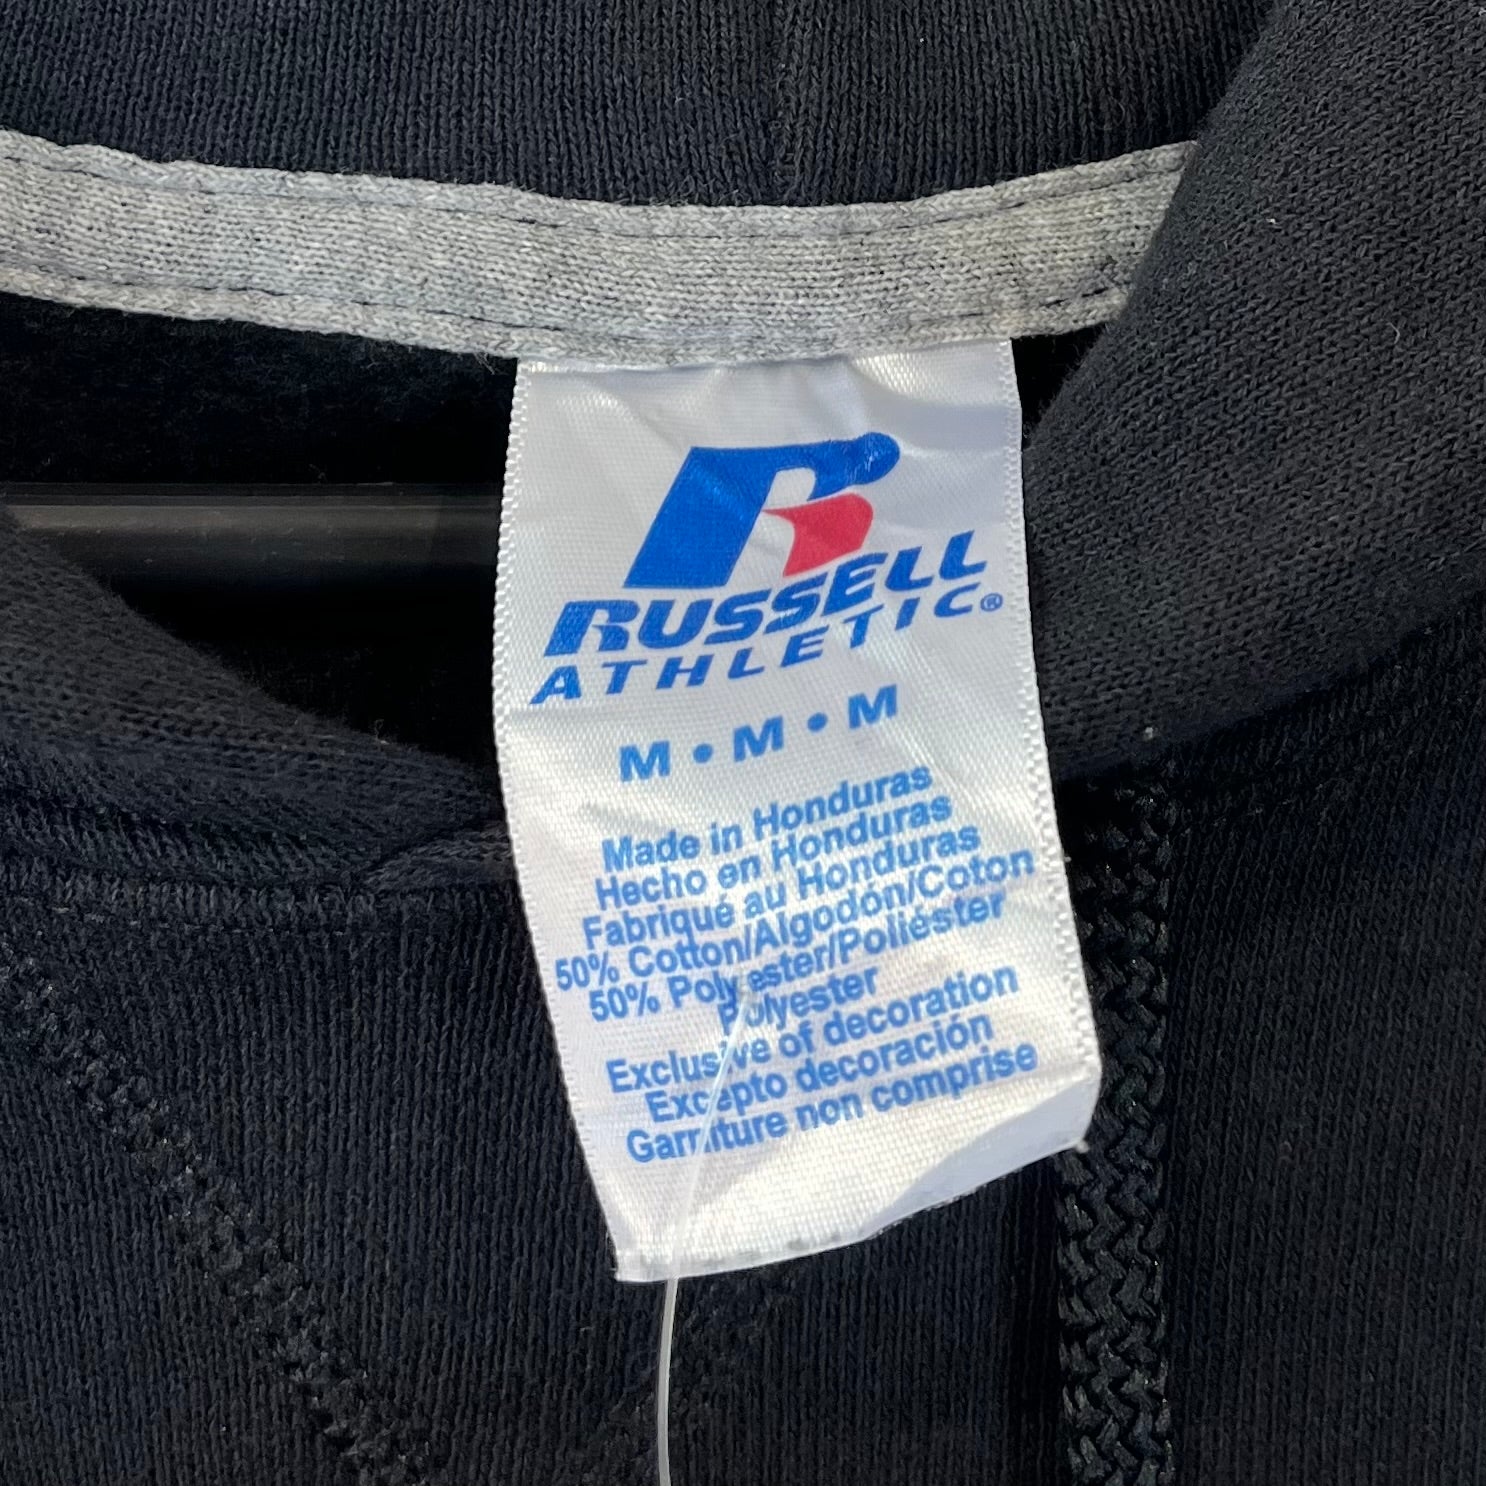 RUSSELL
ATHLETIC®
M • M • M
Made in Honduras
Hecho en Honduras
Fabriqué au Honduras
50% Cotton/Algodón/Coton
50% Polyester/Poliéster
Polyester
Exclusive of decoration
Excepto decoración
Garniture non comprise